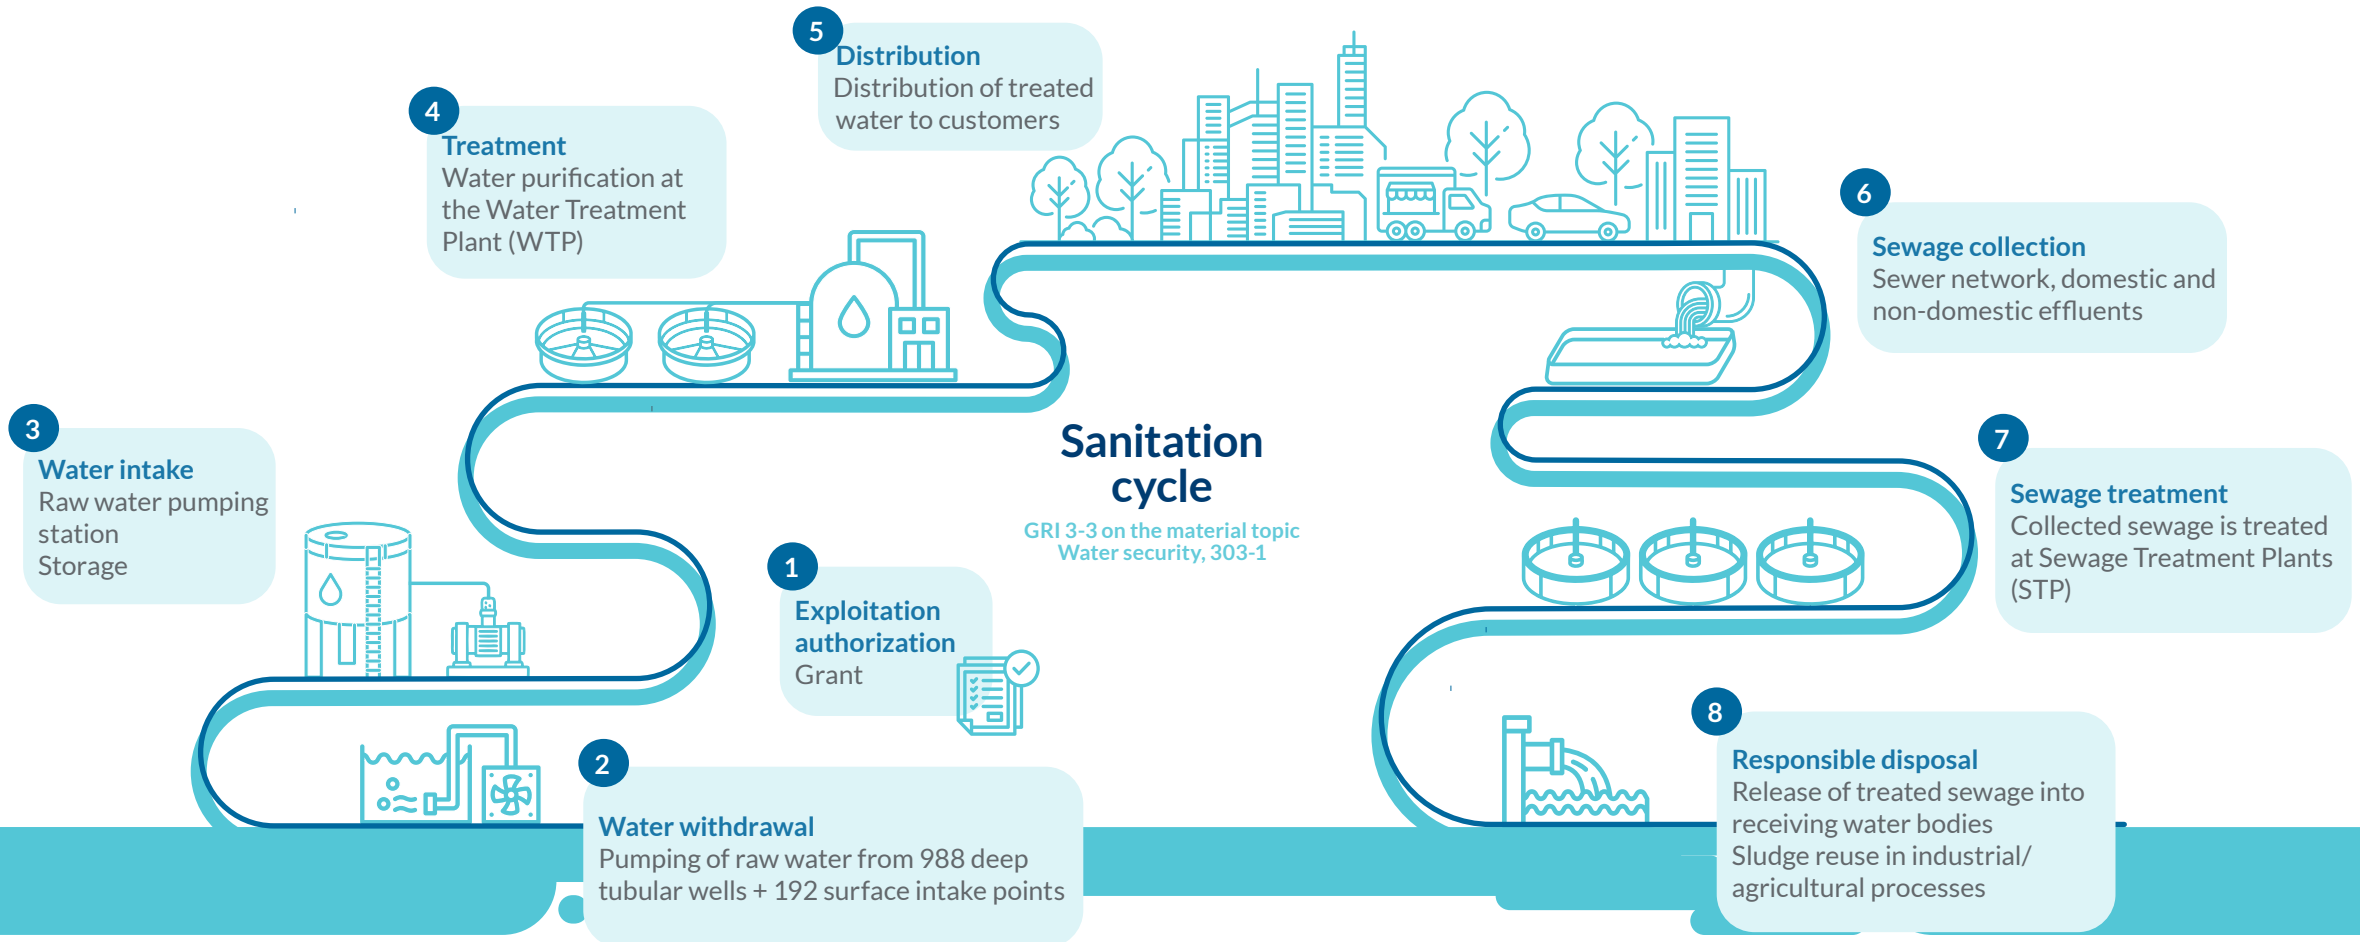 Sanitation
cycle
GRI 3-3 on the material topic
Water security, 303-1
1
Exploitation
authorization
Grant
2
Water withdrawal
Pumping of raw water from 988 deep
tubular wells + 192 surface intake points
3
Water intake
Raw water pumping
station
Storage
4
Treatment
Water purification at
the Water Treatment
Plant (WTP)
5
Distribution
Distribution of treated
water to customers
6
Sewage collection
Sewer network, domestic and
non-domestic effluents
7
Sewage treatment
Collected sewage is treated
at Sewage Treatment Plants
(STP)
8
Responsible disposal
Release of treated sewage into
receiving water bodies
Sludge reuse in industrial/
agricultural processes